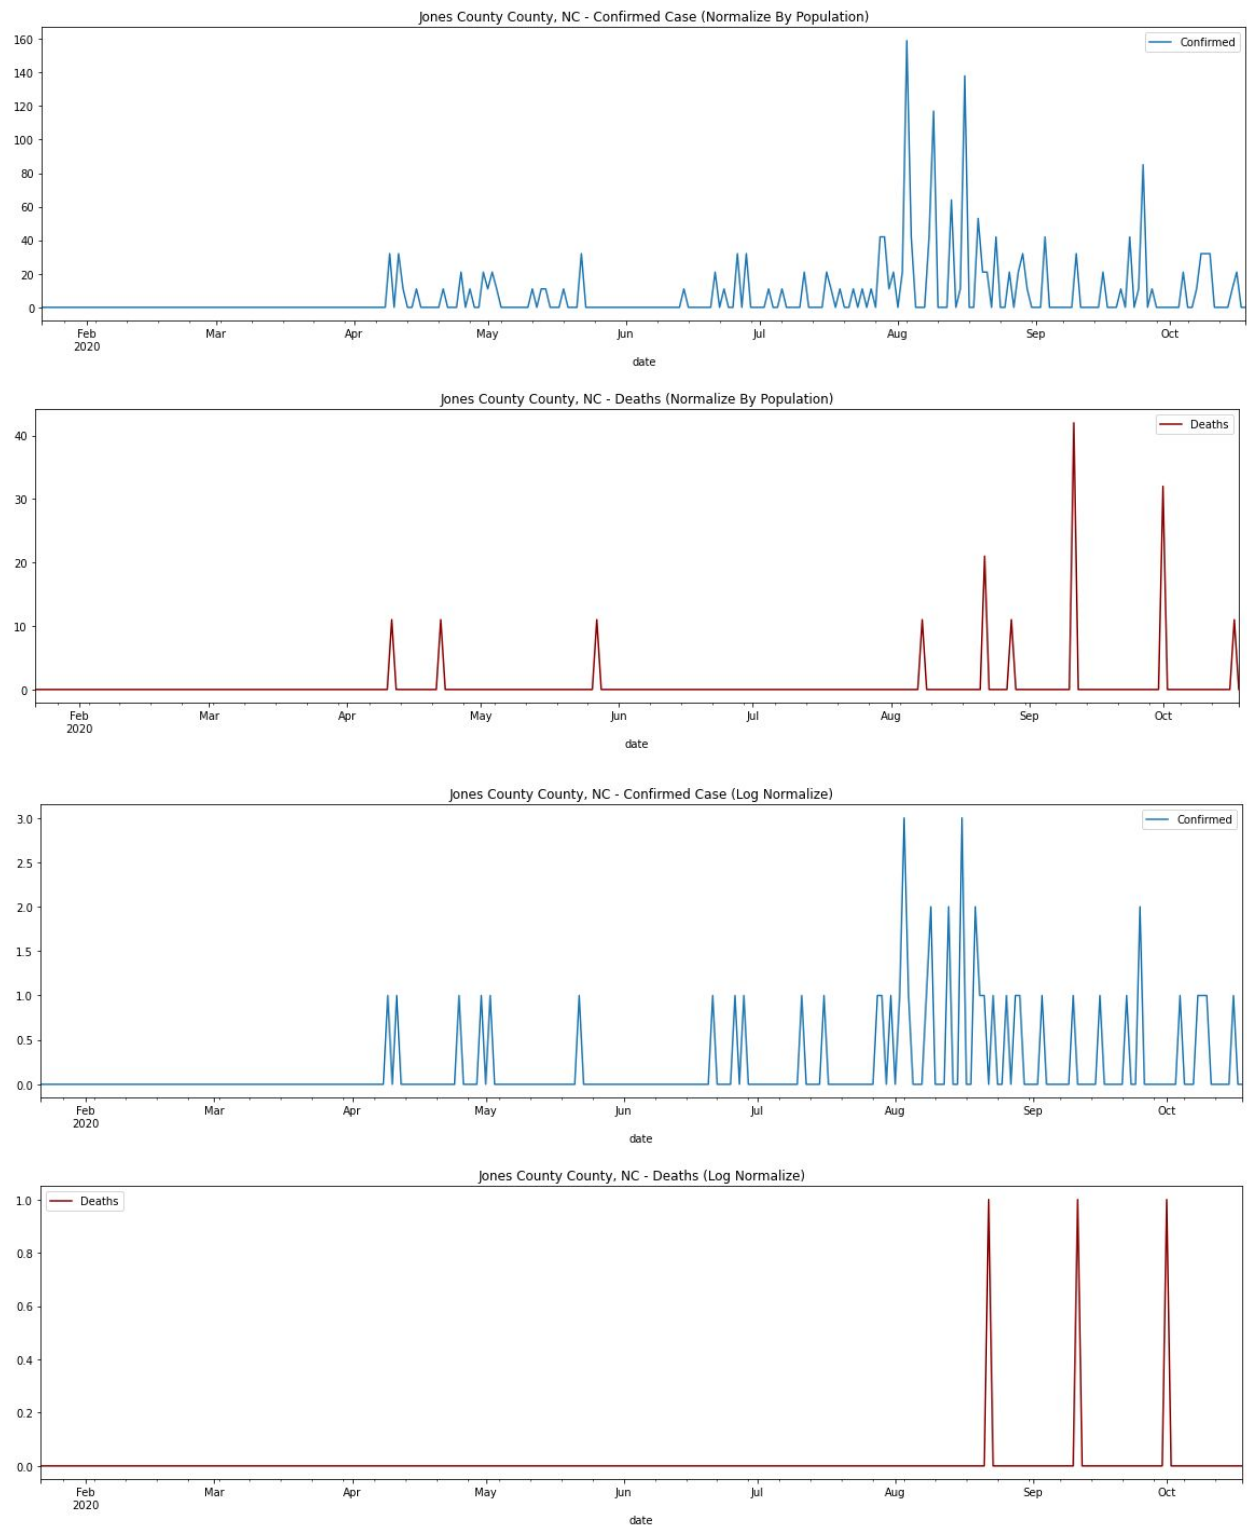 Jones County County, NC - Confirmed Case (Normalize By Population)
Confirmed
160
140
120
100
80
60
40
20
0
Feb Mar Apr May Jun Jul Aug Sep Oct
2020
date
Jones County County, NC - Deaths (Normalize By Population)
Deaths
40
30
20
10
0
Feb Mar Apr May Jun Jul Aug Sep Oct
2020
date
Jones County County, NC - Confirmed Case (Log Normalize)
Confirmed
3.0
2.5
2.0
1.5
1.0
0.5
0.0
Feb Mar Apr May Jun Jul Aug Sep Oct
2020
date
Jones County County, NC - Deaths (Log Normalize)
Deaths
1.0
0.8
0.6
0.4
0.2
0.0
Feb Mar Apr May Jun Jul Aug Sep Oct
2020
date